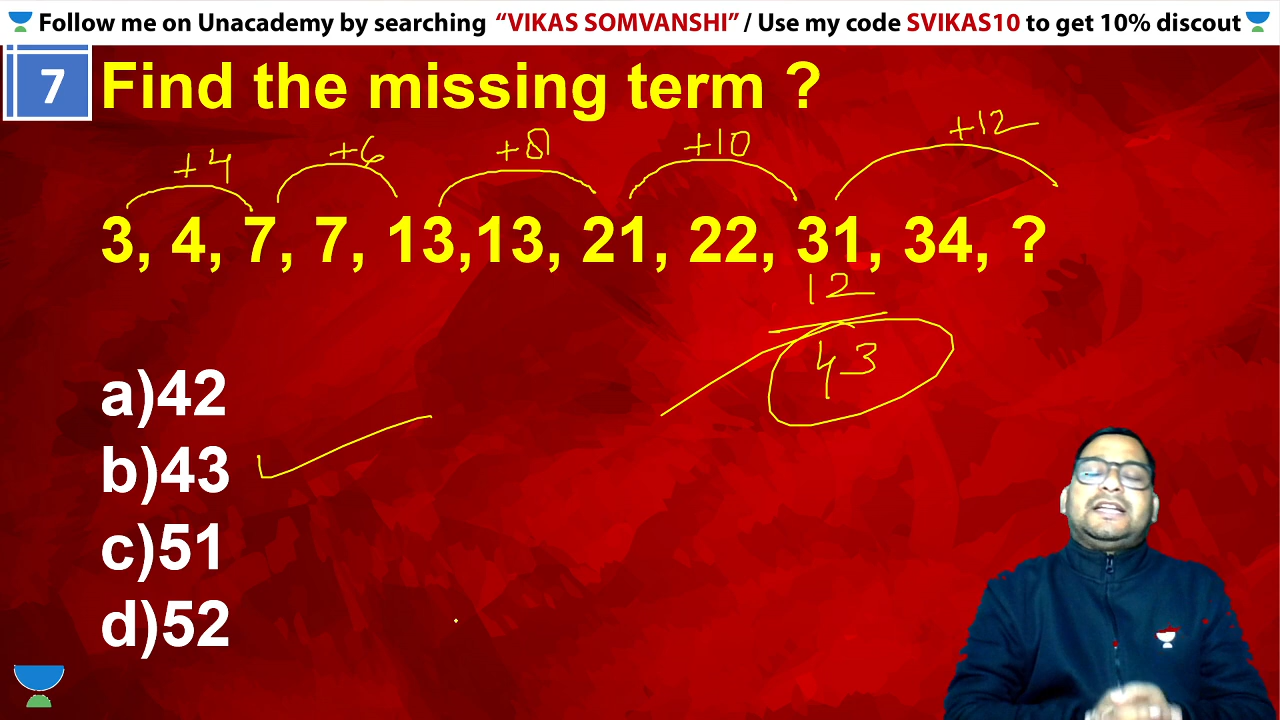 Follow me on Unacademy by searching “VIKAS SOMVANSHI” / Use my code SVIKAS10 to get 10% discout
7 Find the missing term ?
+4 +6 +8 +10 +12
3, 4, 7, 7, 13,13, 21, 22, 31, 34, ?
12
43
a)42
b)43
c)51
d)52